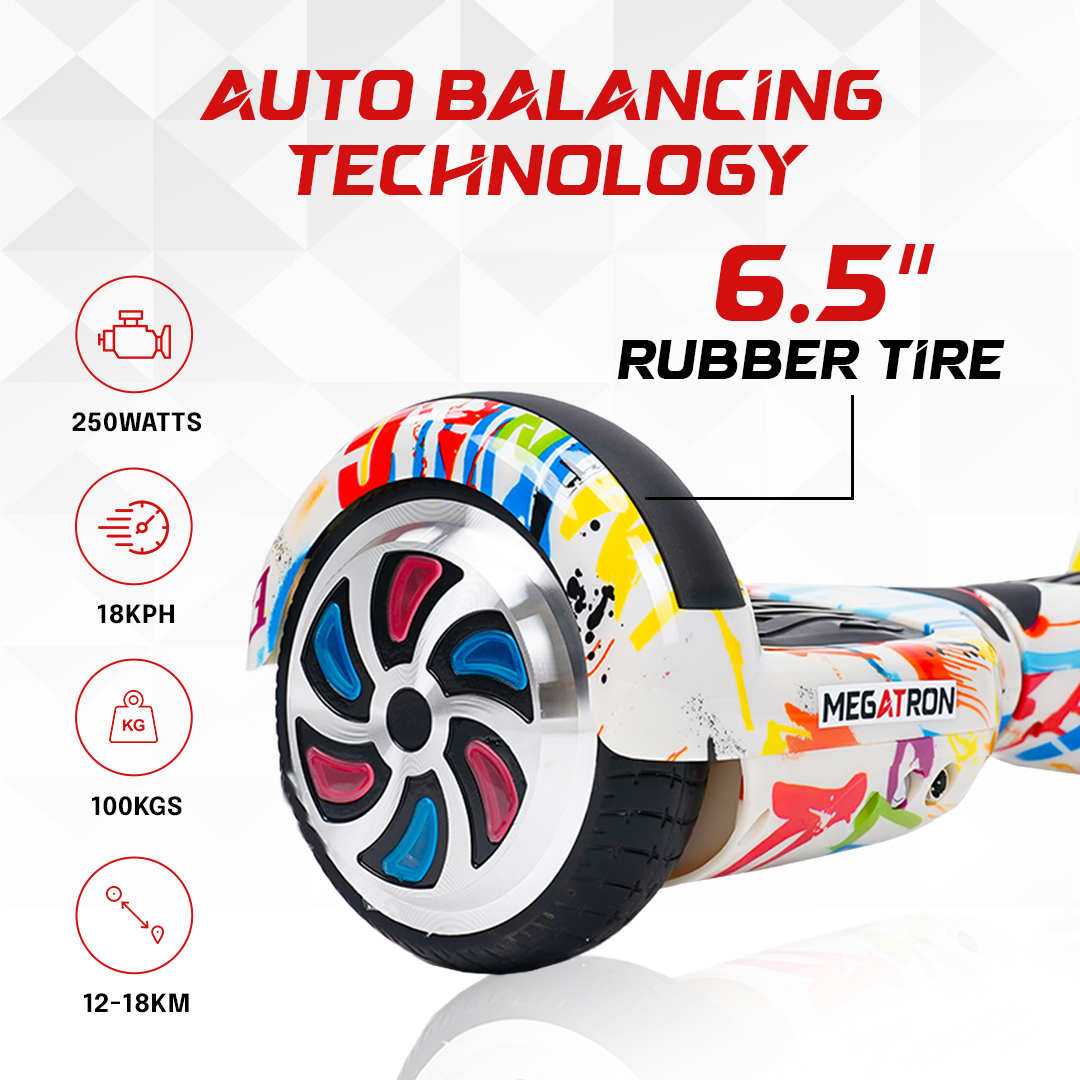 AUTO BALANCING
TECHNOLOGY
6.5"
RUBBER TIRE
250WATTS
18KPH
KG
100KGS
12-18KM
MEGATRON